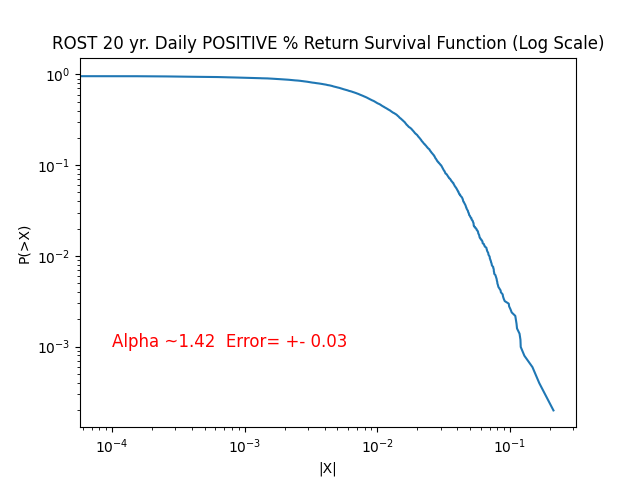 ROST 20 yr. Daily POSITIVE % Return Survival Function (Log Scale)
10⁰
10⁻¹
10⁻²
10⁻³
P(>X)
Alpha ~1.42  Error= +- 0.03
10⁻⁴ 10⁻³ 10⁻² 10⁻¹
|X|